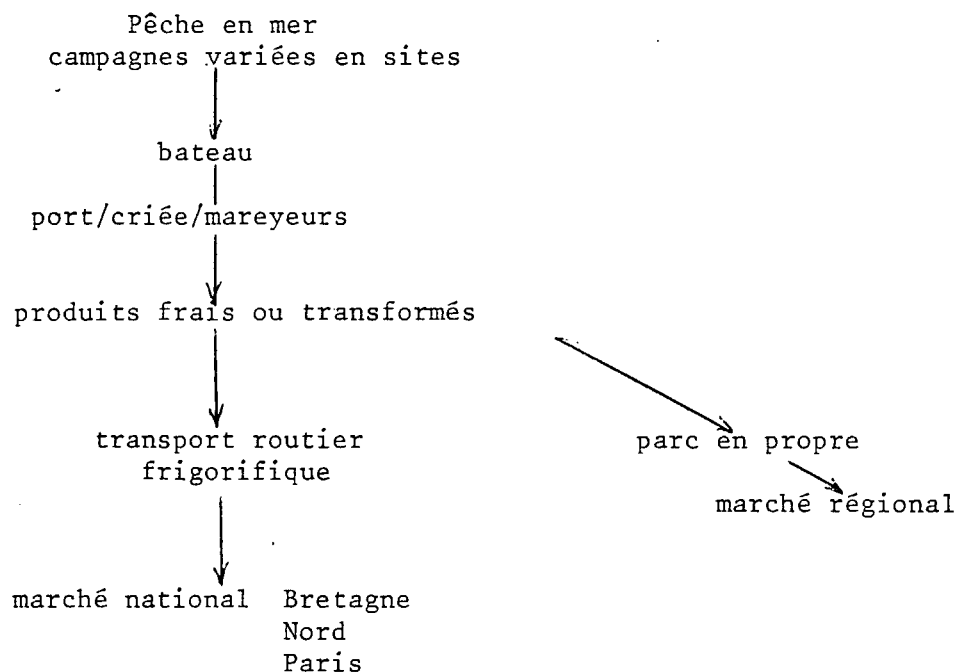 Pêche en mer
campagnes variées en sites
bateau
port/criée/mareyeurs
produits frais ou transformés
transport routier
frigorifique
parc en propre
marché régional
marché national Bretagne
Nord
Paris